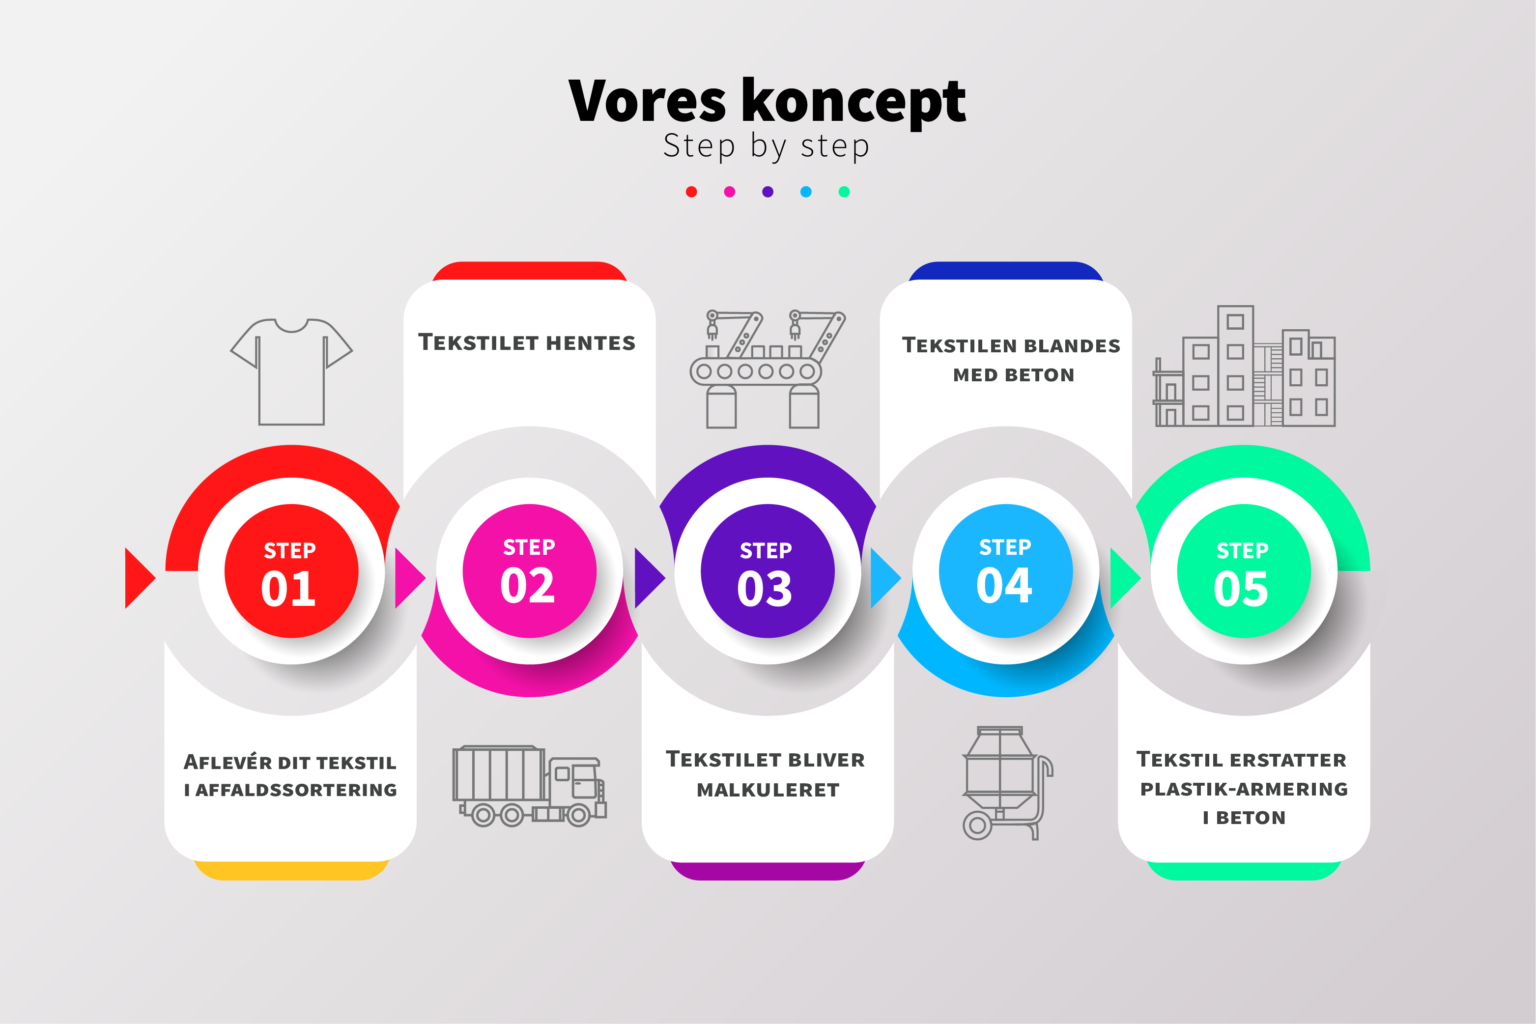 Vores koncept
Step by step
STEP
01
Aflevér dit tekstil
i affaldssortering
Tekstilet hentes
STEP
02
STEP
03
Tekstilet bliver
malkuleret
Tekstilen blandes
med beton
STEP
04
STEP
05
Tekstil erstatter
plastik-armering
i beton